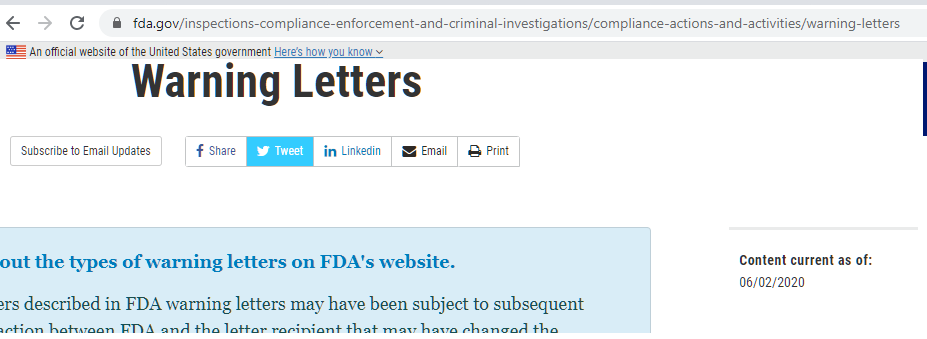 fda.gov/inspections-compliance-enforcement-and-criminal-investigations/compliance-actions-and-activities/warning-letters
An official website of the United States government Here's how you know
Warning Letters
Subscribe to Email Updates
Share
Tweet
Linkedin
Email
Print
out the types of warning letters on FDA's website.
ers described in FDA warning letters may have been subject to subsequent
action between FDA and the letter recipient that may have changed the
Content current as of:
06/02/2020